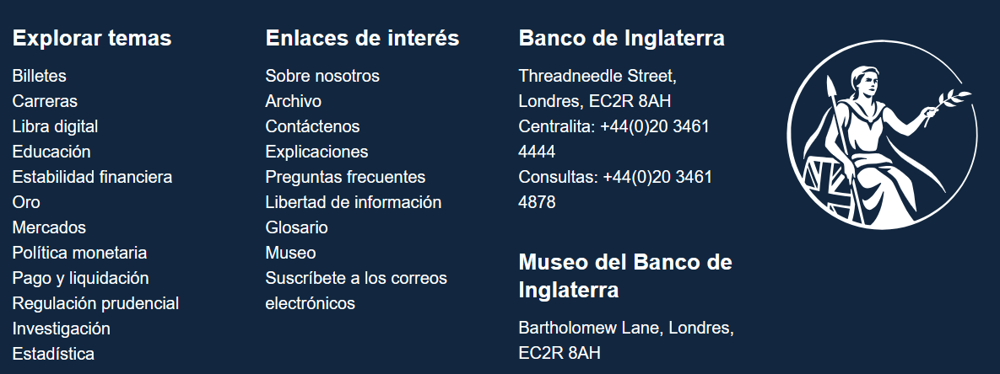 Explorar temas
Billetes
Carreras
Libra digital
Educación
Estabilidad financiera
Oro
Mercados
Política monetaria
Pago y liquidación
Regulación prudencial
Investigación
Estadística
Enlaces de interés
Sobre nosotros
Archivo
Contáctenos
Explicaciones
Preguntas frecuentes
Libertad de información
Glosario
Museo
Suscríbete a los correos
electrónicos
Banco de Inglaterra
Threadneedle Street,
Londres, EC2R 8AH
Centralita: +44(0)20 3461
4444
Consultas: +44(0)20 3461
4878
Museo del Banco de
Inglaterra
Bartholomew Lane, Londres,
EC2R 8AH